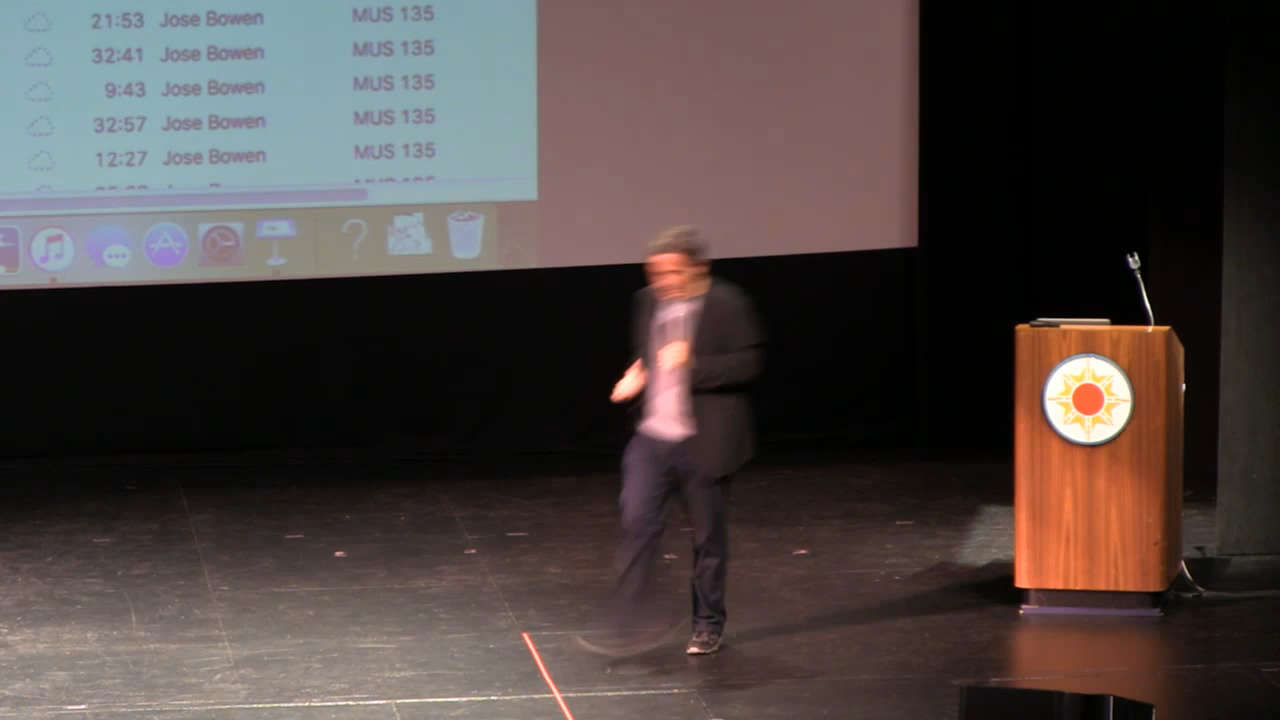 21:53 Jose Bowen MUS 135
32:41 Jose Bowen MUS 135
9:43 Jose Bowen MUS 135
32:57 Jose Bowen MUS 135
12:27 Jose Bowen MUS 135
?